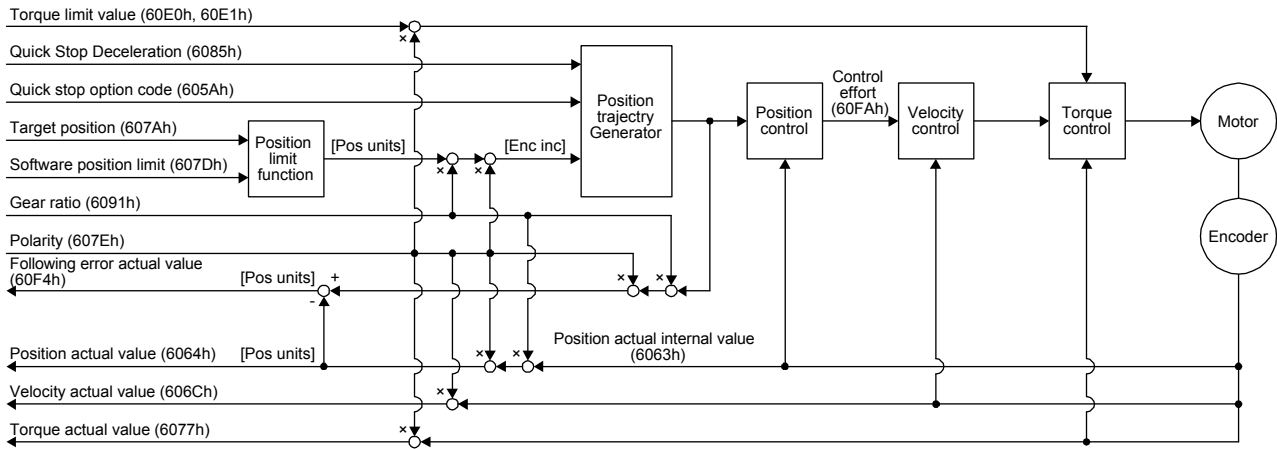 Torque limit value (60E0h, 60E1h)
×
Quick Stop Deceleration (6085h)
Quick stop option code (605Ah)
Target position (607Ah)
Software position limit (607Dh)
Position
limit
function
[Pos units]
×
×
[Enc inc]
Position
trajectry
Generator
Position
control
Control
effort
(60FAh)
Velocity
control
Torque
control
Motor
Encoder
Gear ratio (6091h)
Polarity (607Eh)
Following error actual value
(60F4h)
[Pos units]
+
-
×
×
Position actual value (6064h)
[Pos units]
×
×
Position actual internal value
(6063h)
Velocity actual value (606Ch)
×
Torque actual value (6077h)
×